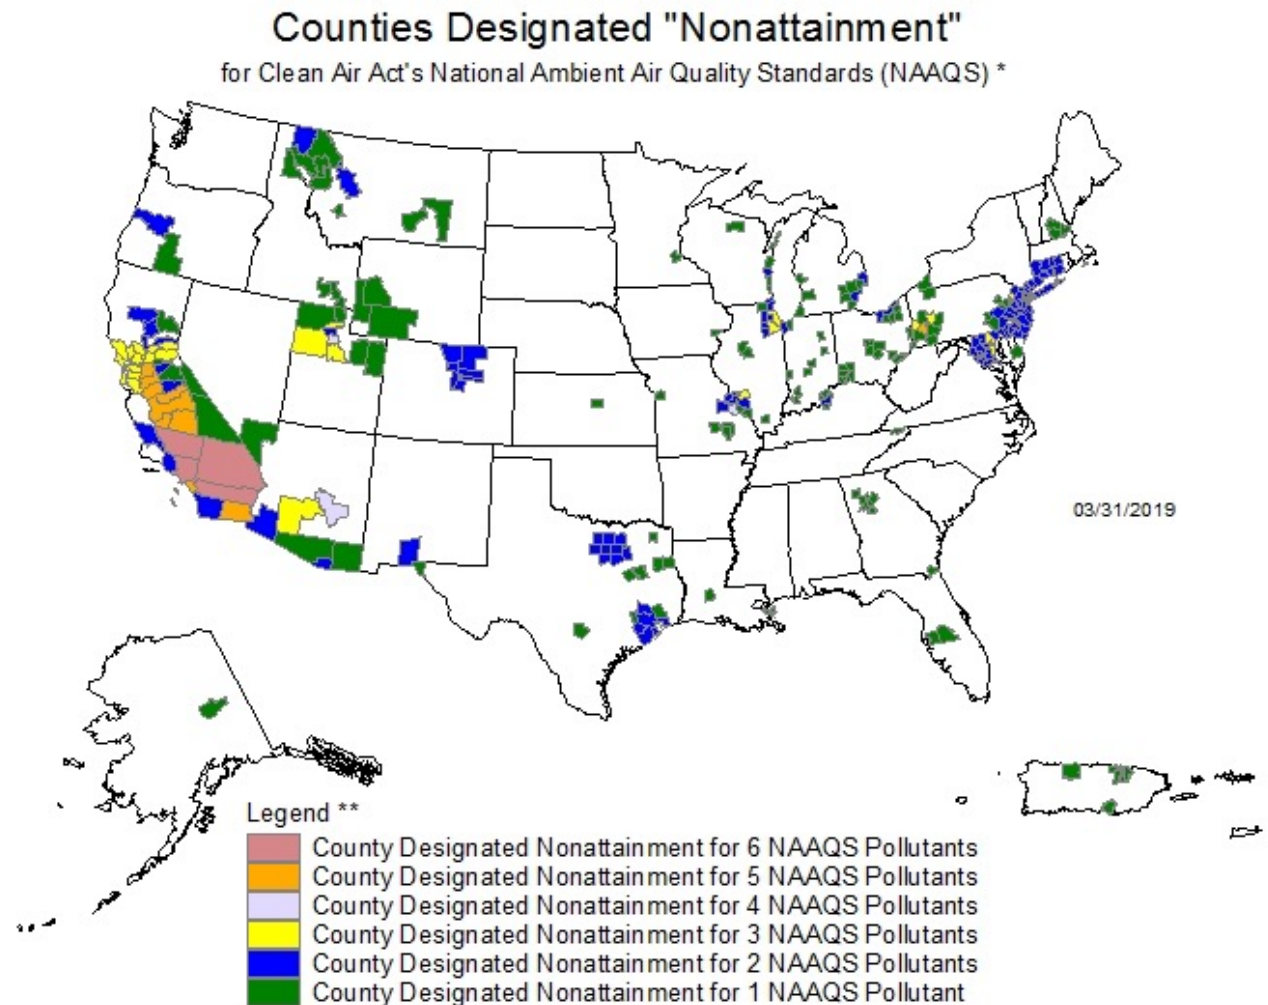 Counties Designated "Nonattainment"
for Clean Air Act's National Ambient Air Quality Standards (NAAQS) *
03/31/2019
Legend **
County Designated Nonattainment for 6 NAAQS Pollutants
County Designated Nonattainment for 5 NAAQS Pollutants
County Designated Nonattainment for 4 NAAQS Pollutants
County Designated Nonattainment for 3 NAAQS Pollutants
County Designated Nonattainment for 2 NAAQS Pollutants
County Designated Nonattainment for 1 NAAQS Pollutant